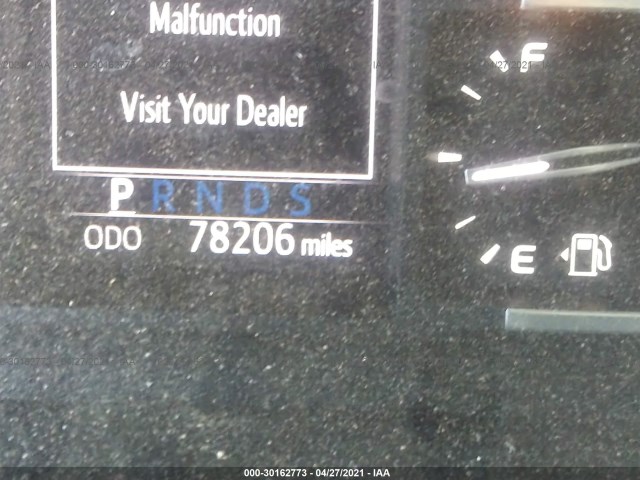 Malfunction
Visit Your Dealer
P R N D S
ODO 78206 miles
F
E
000-30162773 - 04/27/2021 - IAA